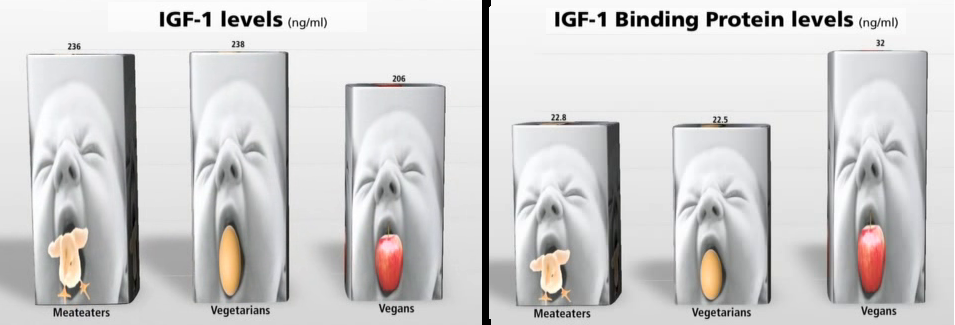 IGF-1 levels (ng/ml)
236
238
206
Meateaters
Vegetarians
Vegans
IGF-1 Binding Protein levels (ng/ml)
22.8
22.5
32
Meateaters
Vegetarians
Vegans